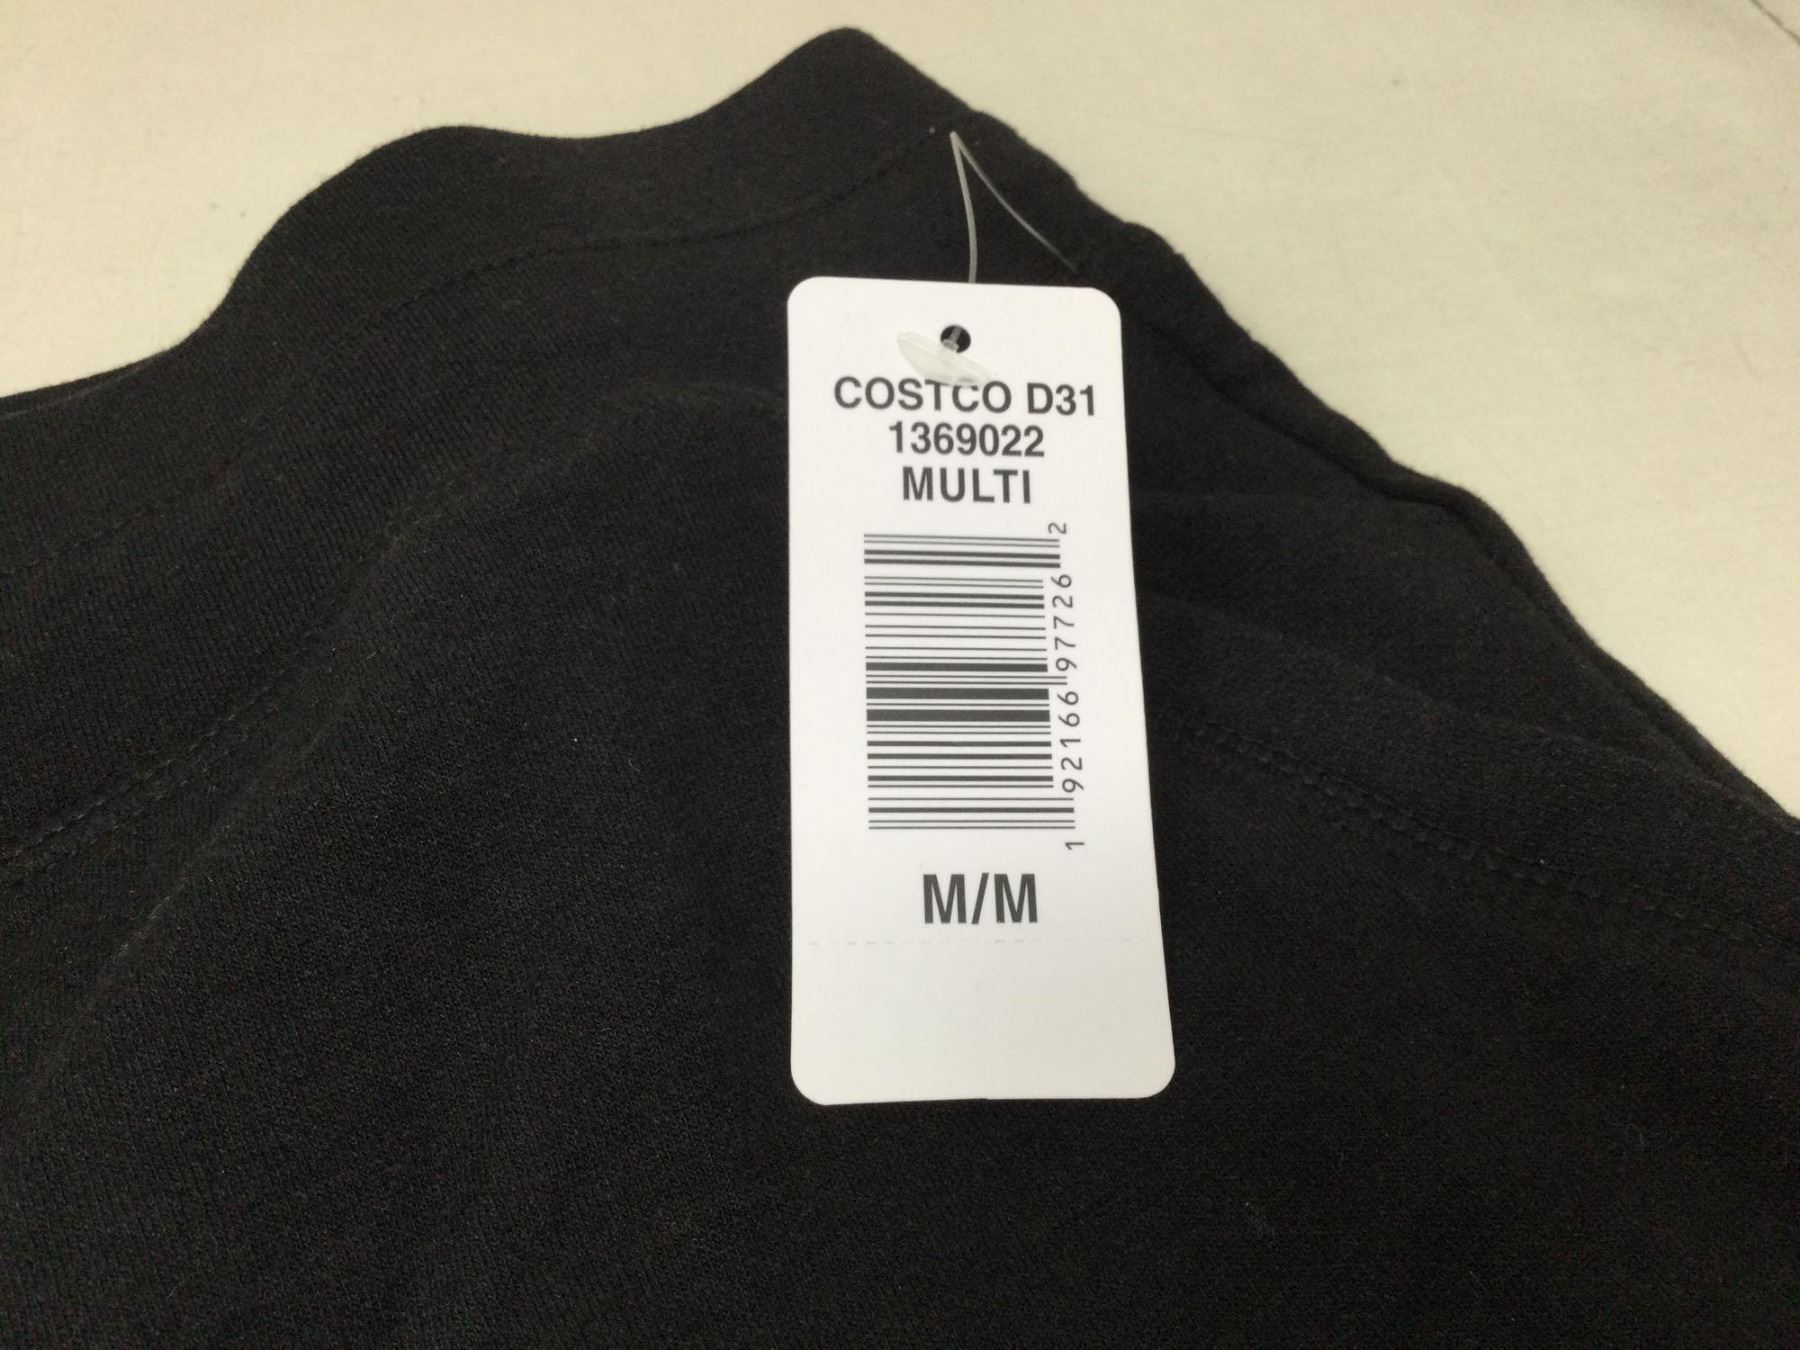 COSTCO D31
1369022
MULTI
1 92166 97726 2
M/M